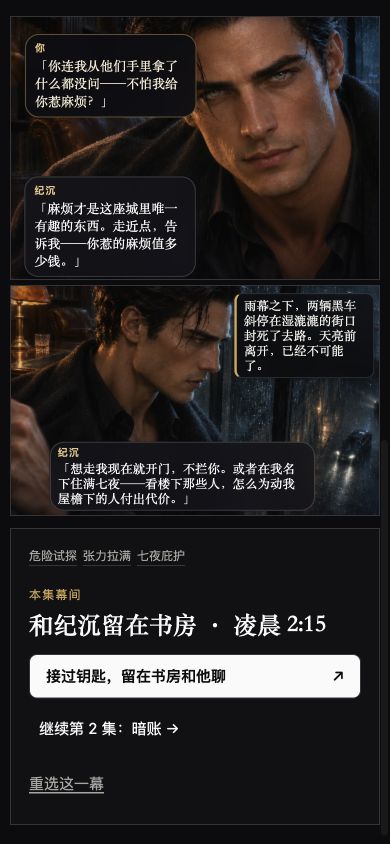 你
「你连我从他们手里拿了
什么都没问——不怕我给
你惹麻烦？」
纪沉
「麻烦才是这座城里唯一
有趣的东西。走近点，告
诉我——你惹的麻烦值多
少钱。」
雨幕之下，两辆黑车
斜停在湿漉漉的街口
封死了去路。天亮前
离开，已经不可能
了。
纪沉
「想走我现在就开门，不拦你。或者在我名
下住满七夜——看楼下那些人，怎么为动我
屋檐下的人付出代价。」
危险试探 张力拉满 七夜庇护
本集幕间
和纪沉留在书房 · 凌晨 2:15
接过钥匙，留在书房和他聊 ↗
继续第 2 集：暗账 →
重选这一幕